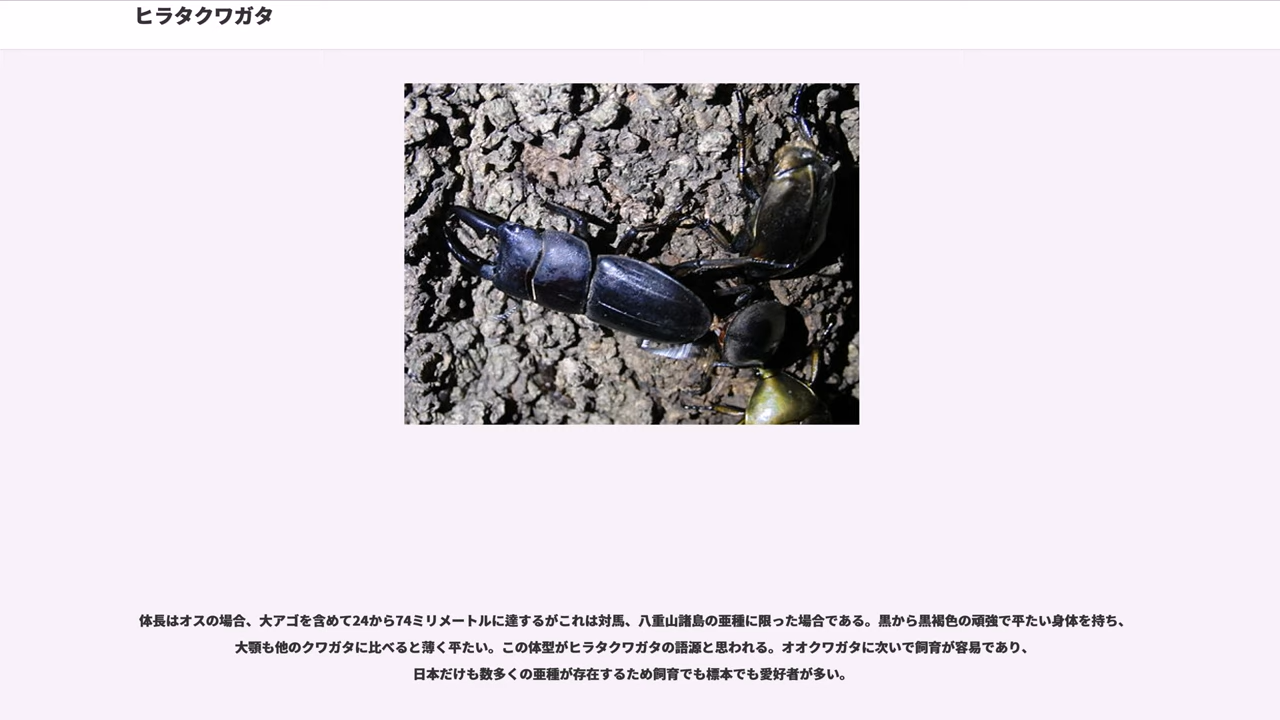 ヒラタクワガタ
体長はオスの場合、大アゴを含めて24から74ミリメートルに達するがこれは対馬、八重山諸島の亜種に限った場合である。黒から黒褐色の頑強で平たい身体を持ち、
大顎も他のクワガタに比べると薄く平たい。この体型がヒラタクワガタの語源と思われる。オオクワガタに次いで飼育が容易であり、
日本だけも数多くの亜種が存在するため飼育でも標本でも愛好者が多い。